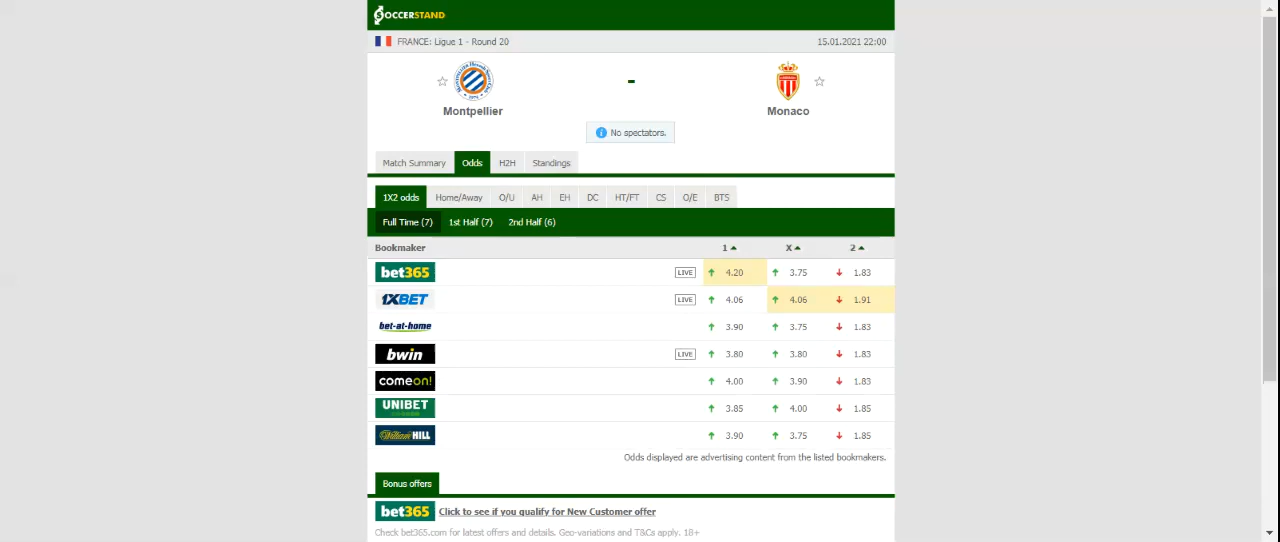 SOCCERSTAND
FRANCE: Ligue 1 - Round 20 15.01.2021 22:00
Montpellier - Monaco
No spectators.
Match Summary Odds H2H Standings
1X2 odds Home/Away O/U AH EH DC HT/FT CS O/E BTS
Full Time (7) 1st Half (7) 2nd Half (6)
Bookmaker 1 X 2
bet365 LIVE 4.20 3.75 1.83
1XBET LIVE 4.06 4.06 1.91
bet-at-home 3.90 3.75 1.83
bwin LIVE 3.80 3.80 1.83
comeon! 4.00 3.90 1.83
UNIBET 3.85 4.00 1.85
William HILL 3.90 3.75 1.85
Odds displayed are advertising content from the listed bookmakers.
Bonus offers
bet365 Click to see if you qualify for New Customer offer
Check bet365.com for latest offers and details. Geo-variations and T&Cs apply. 18+